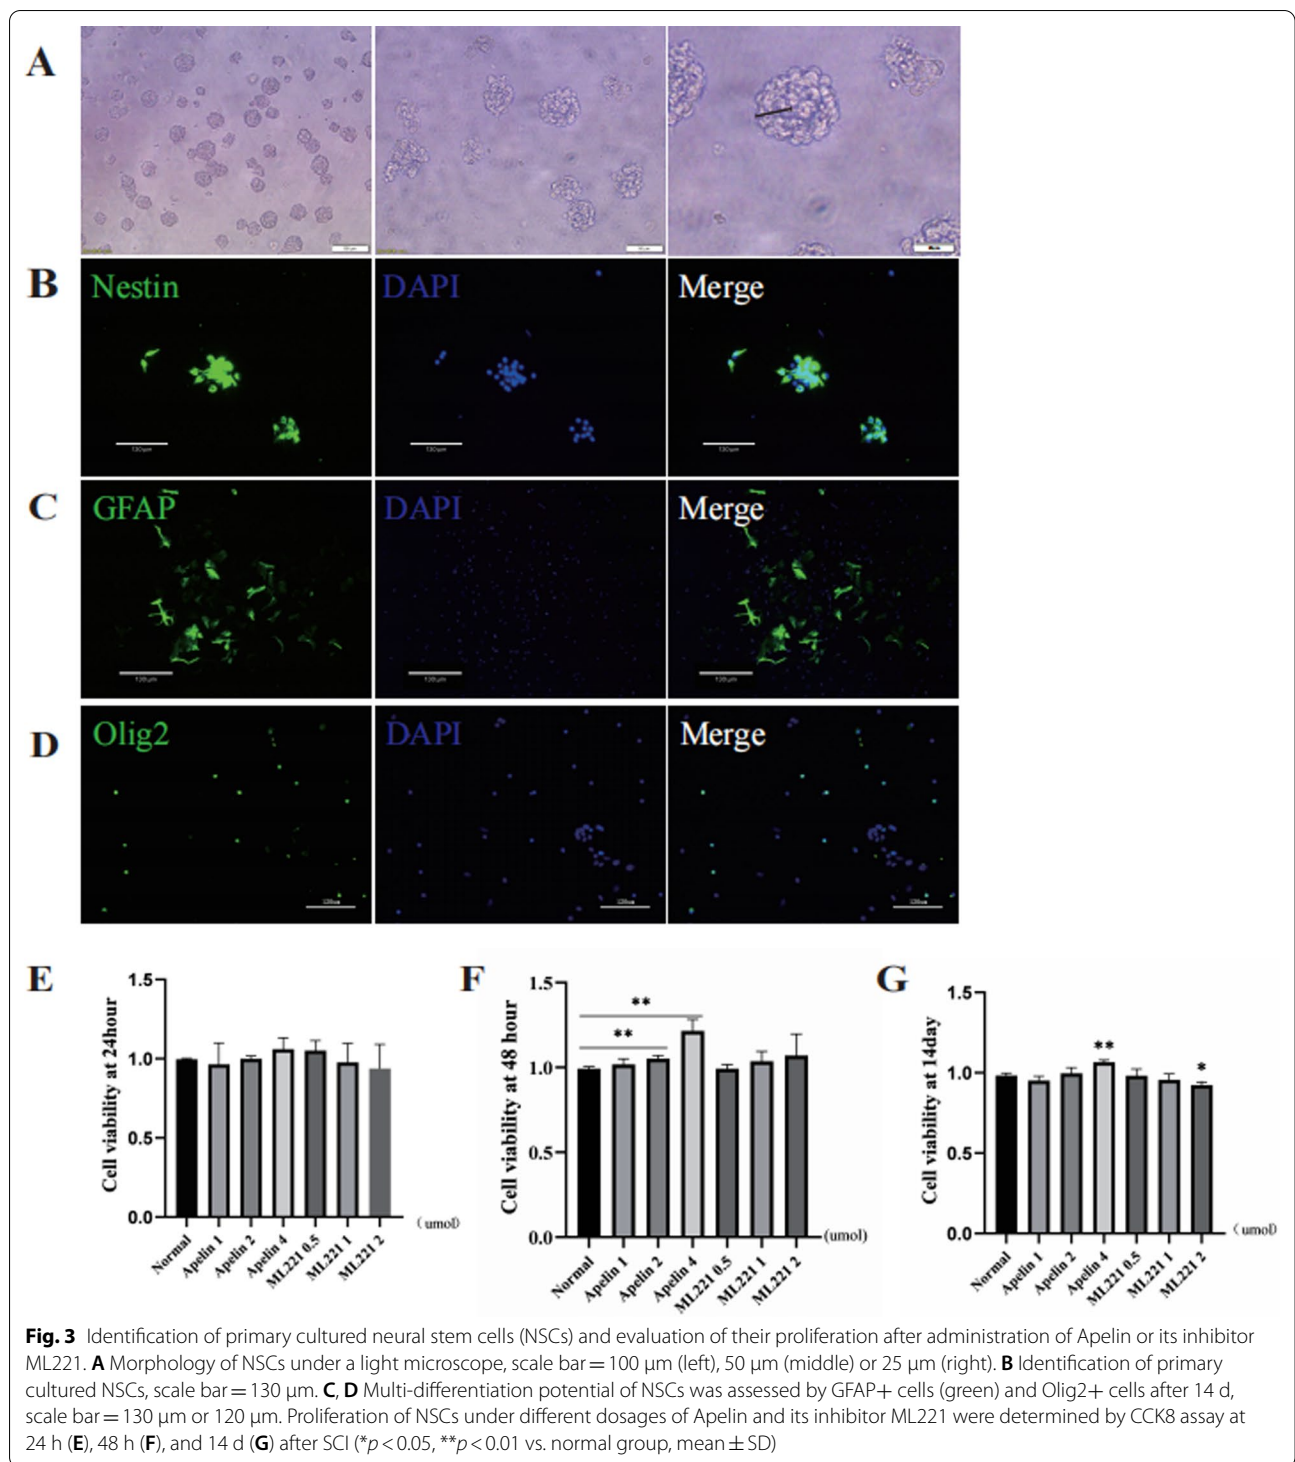 A
B
Nestin
DAPI
Merge
130μm
130μm
130μm
C
GFAP
DAPI
Merge
130μm
130μm
130μm
D
Olig2
DAPI
Merge
E
Cell viability at 24hour
1.5
1.0
0.5
0.0
Normal
Apelin 1
Apelin 2
Apelin 4
ML221 0.5
ML221 1
ML221 2
(umol)
F
Cell viability at 48 hour
1.5
1.0
0.5
0.0
**
**
Normal
Apelin 1
Apelin 2
Apelin 4
ML221 0.5
ML221 1
ML221 2
(umol)
G
Cell viability at 14day
1.5
1.0
0.5
0.0
**
*
Normal
Apelin 1
Apelin 2
Apelin 4
ML221 0.5
ML221 1
ML221 2
(umol)
Fig. 3 Identification of primary cultured neural stem cells (NSCs) and evaluation of their proliferation after administration of Apelin or its inhibitor
ML221. A Morphology of NSCs under a light microscope, scale bar = 100 μm (left), 50 μm (middle) or 25 μm (right). B Identification of primary
cultured NSCs, scale bar = 130 μm. C, D Multi-differentiation potential of NSCs was assessed by GFAP+ cells (green) and Olig2+ cells after 14 d,
scale bar = 130 μm or 120 μm. Proliferation of NSCs under different dosages of Apelin and its inhibitor ML221 were determined by CCK8 assay at
24 h (E), 48 h (F), and 14 d (G) after SCI (*p < 0.05, **p < 0.01 vs. normal group, mean ± SD)